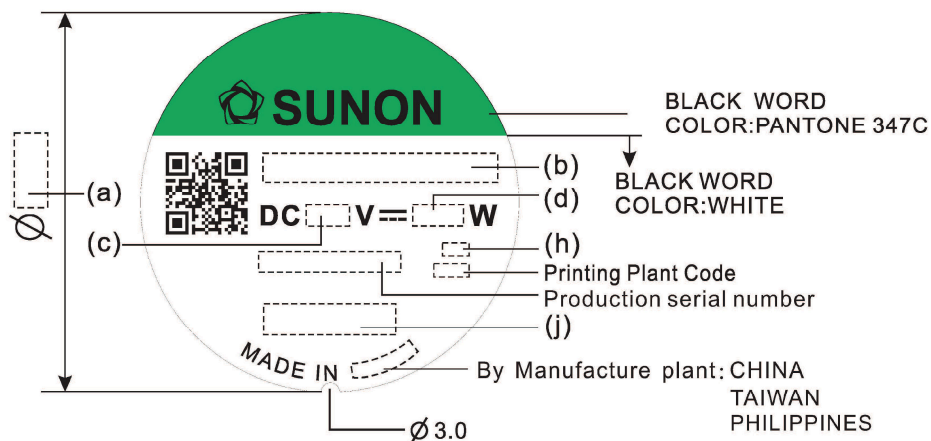 SUNON
BLACK WORD
COLOR:PANTONE 347C
(b)
BLACK WORD
COLOR:WHITE
(a)
(d)
DC V W
(c)
(h)
Printing Plant Code
Production serial number
(j)
MADE IN
By Manufacture plant: CHINA
TAIWAN
PHILIPPINES
Ø
Ø 3.0